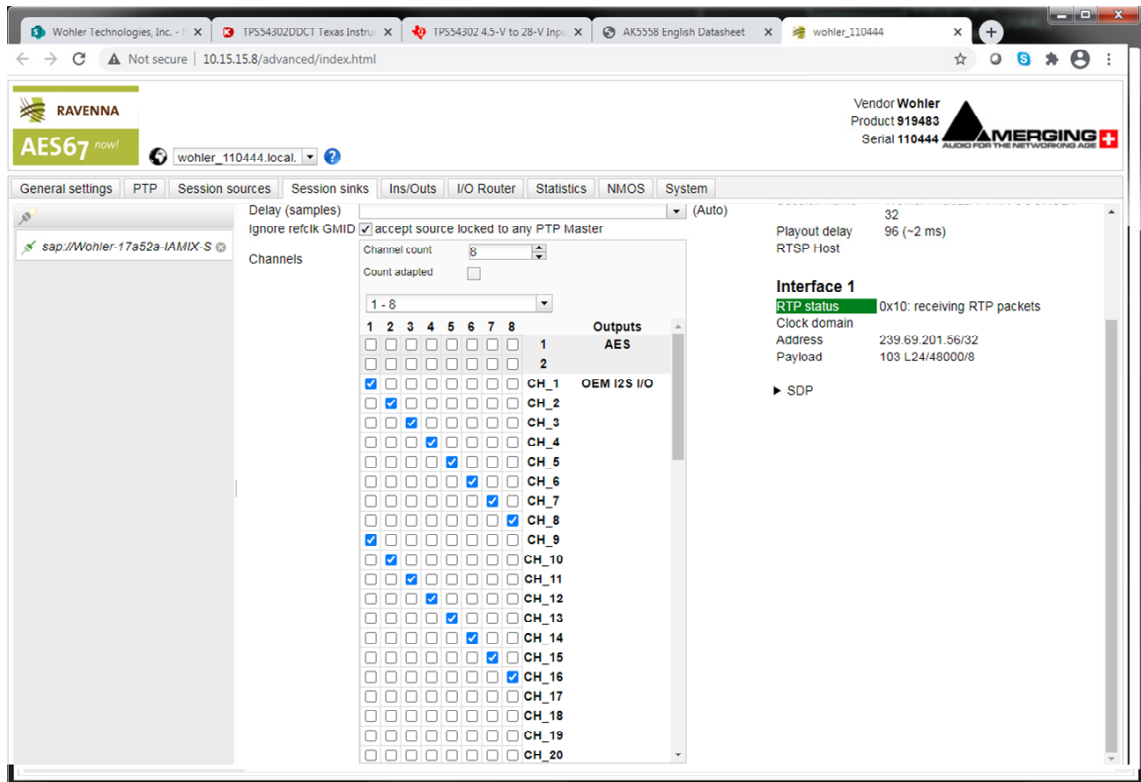 Wohler Technologies, Inc. -
TPS54302DDCT Texas Instru
TPS54302 4.5-V to 28-V Inpu
AK5558 English Datasheet
wohler_110444
Not secure | 10.15.15.8/advanced/index.html
RAVENNA
AES67 now!
wohler_110444.local.
Vendor Wohler
Product 919483
Serial 110444
AMERGING
AUDIO FOR THE NETWORKING AGE
General settings PTP Session sources Session sinks Ins/Outs I/O Router Statistics NMOS System
sap://Wohler-17a52a-IAMIX-S
Delay (samples) (Auto)
Ignore refclk GMID accept source locked to any PTP Master
Channels
Channel count 8
Count adapted
1 - 8
1 2 3 4 5 6 7 8 Outputs
1 AES
2
CH_1 OEM I2S I/O
CH_2
CH_3
CH_4
CH_5
CH_6
CH_7
CH_8
CH_9
CH_10
CH_11
CH_12
CH_13
CH_14
CH_15
CH_16
CH_17
CH_18
CH_19
CH_20
32
Playout delay 96 (~2 ms)
RTSP Host
Interface 1
RTP status 0x10: receiving RTP packets
Clock domain
Address 239.69.201.56/32
Payload 103 L24/48000/8
SDP